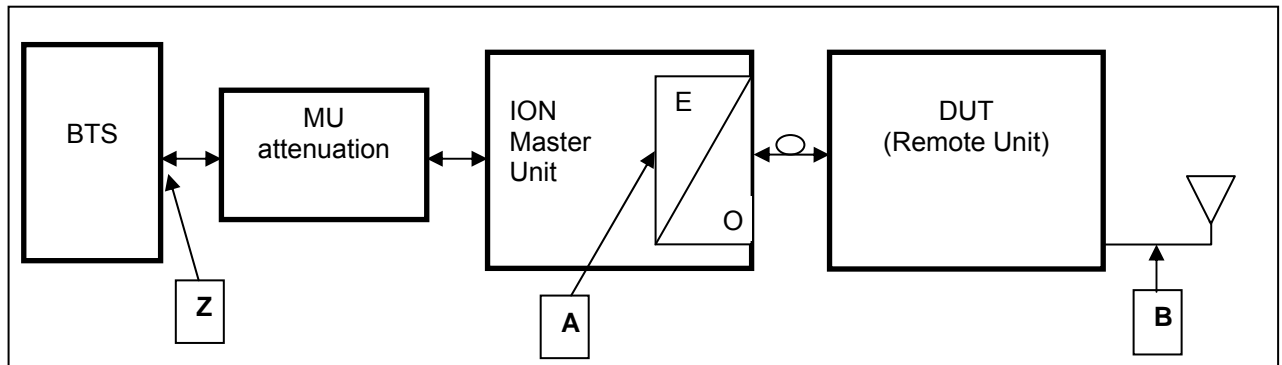 BTS
MU
attenuation
ION
Master
Unit
E
O
DUT
(Remote Unit)
Z
A
B